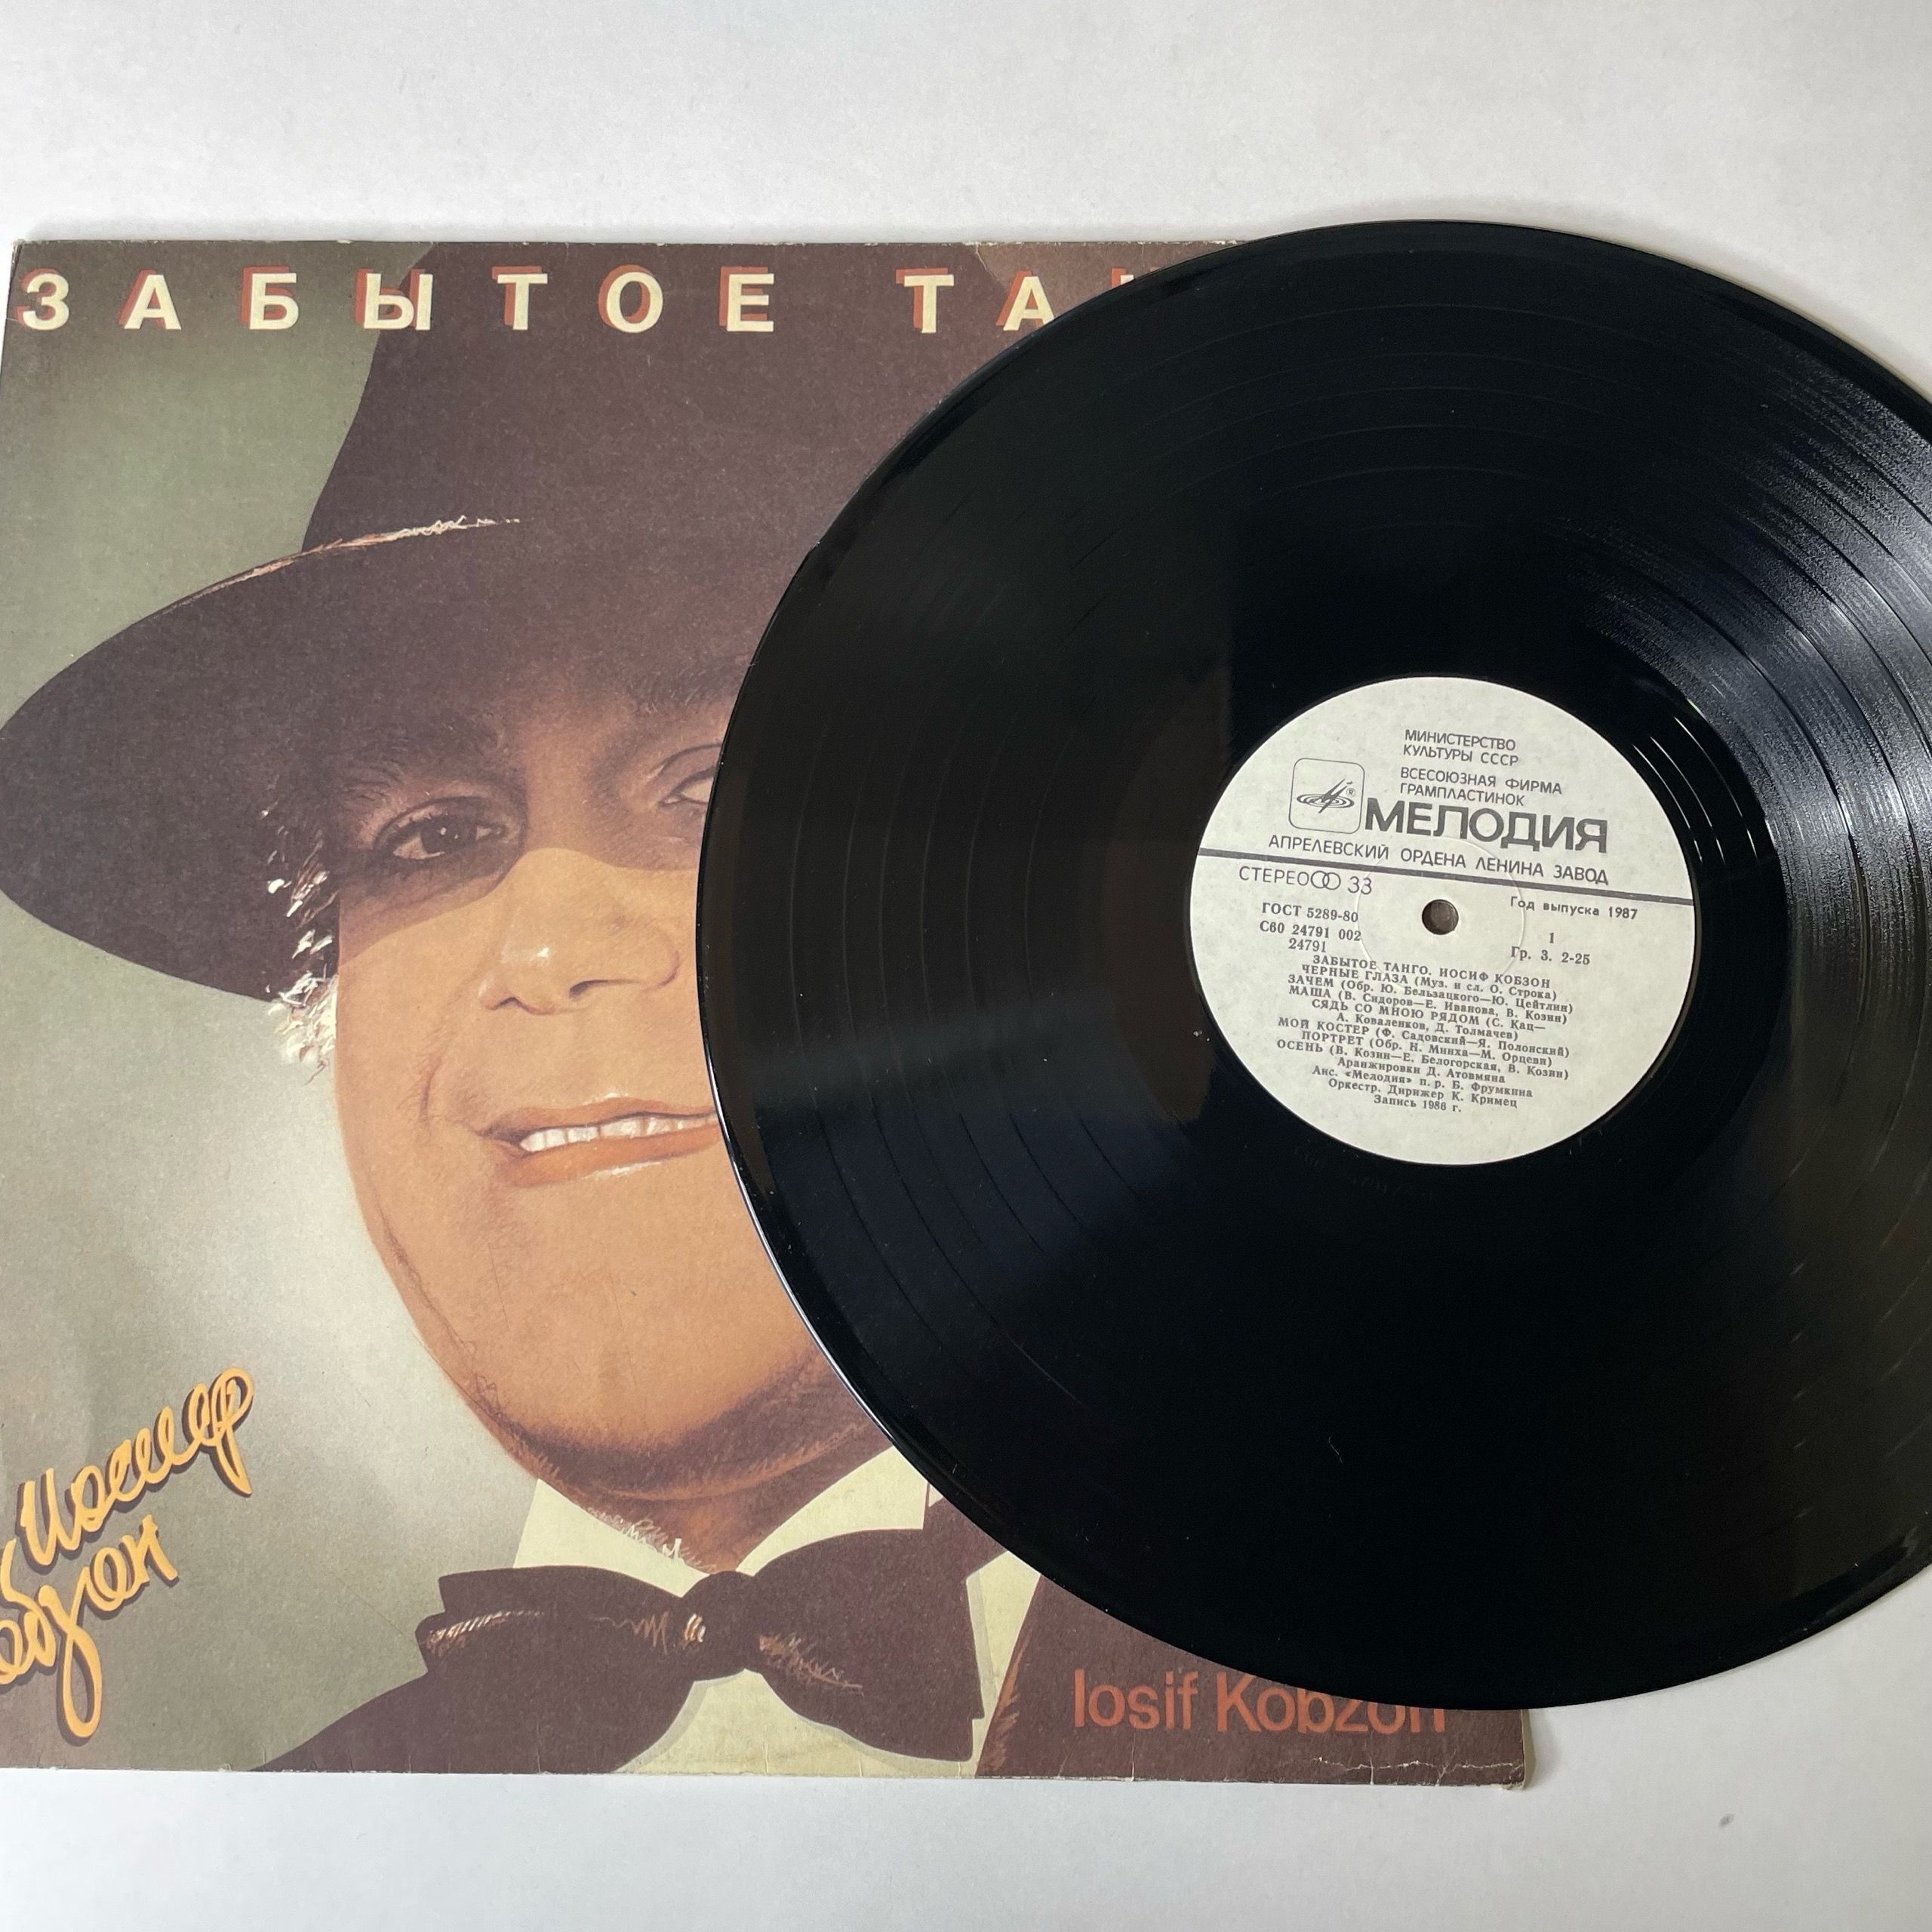 ЗАБЫТОЕ ТА
МИНИСТЕРСТВО
КУЛЬТУРЫ СССР
ВСЕСОЮЗНАЯ ФИРМА
ГРАМПЛАСТИНОК
®
МЕЛОДИЯ
АПРЕЛЕВСКИЙ ОРДЕНА ЛЕНИНА ЗАВОД
СТЕРЕО 33
Год выпуска 1987
ГОСТ 5289-80
С60 24791 002
24791
1
Гр. 3. 2-25
ЗАБЫТОЕ ТАНГО. ИОСИФ КОБЗОН
ЧЕРНЫЕ ГЛАЗА (Муз. и сл. О. Строка)
ЗАЧЕМ (Обр. Ю. Бельзацкого—Ю. Цейтлин)
МАША (В. Сидоров—Е. Иванова, В. Козин)
СЯДЬ СО МНОЮ РЯДОМ (С. Кац—
А. Коваленков, Д. Толмачев)
МОЙ КОСТЕР (Ф. Садовский—Я. Полонский)
ПОРТРЕТ (Обр. Н. Минха—М. Орцеви)
ОСЕНЬ (В. Козин—Е. Белогорская, В. Козин)
Аранжировки Д. Атовмяна
Анс. «Мелодия» п. р. Б. Фрумкина
Оркестр. Дирижер К. Кримец
Запись 1986 г.
Иосиф
обзон
Iosif Kobzon